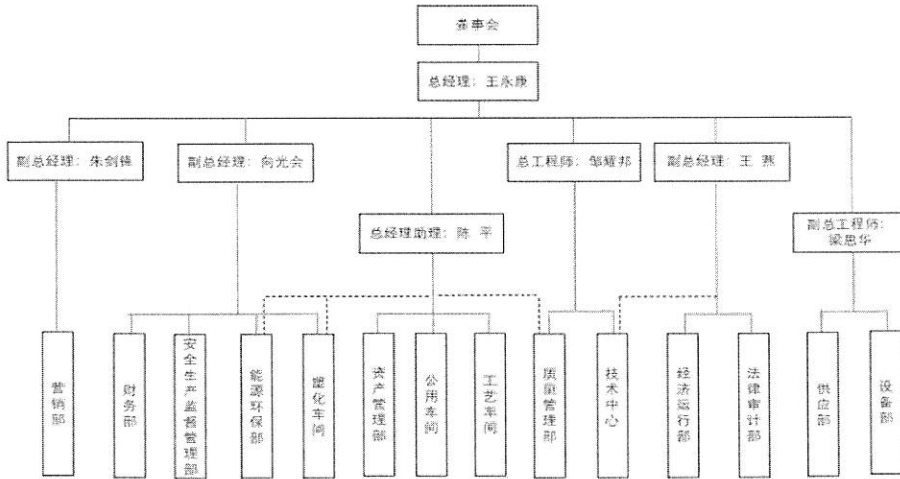 董事会
总经理：王永康
副总经理：朱剑锋
副总经理：向光会
总工程师：邹耀邦
副总经理：王 燕
总经理助理：陈 平
副总工程师：
梁思华
营销部
财务部
安全生产监督管理部
能源环保部
塑化车间
资产管理部
公用车间
工艺车间
质量管理部
技术中心
经济运行部
法律审计部
供应部
设备部